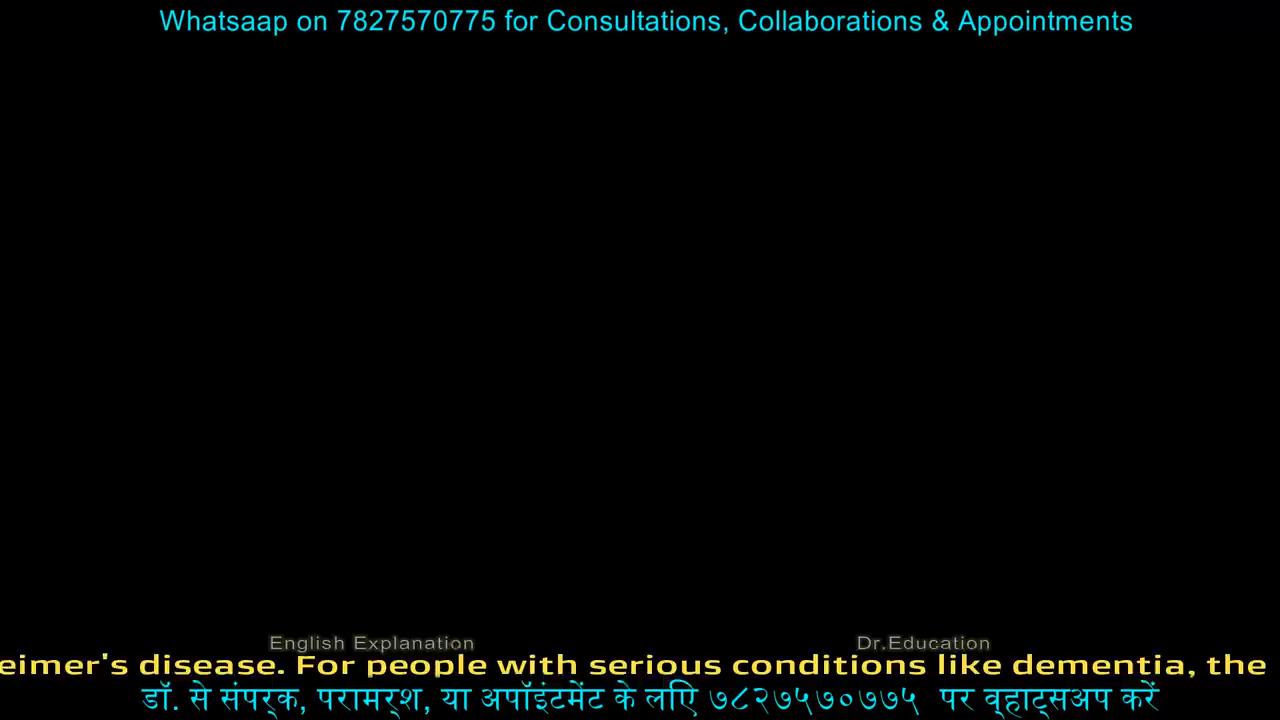 Whatsaap on 7827570775 for Consultations, Collaborations & Appointments
English Explanation Dr.Education
eimer's disease. For people with serious conditions like dementia, the
डॉ. से संपर्क, परामर्श, या अपॉइंटमेंट के लिए ७८२७५७०७७५ पर व्हाट्सअप करें